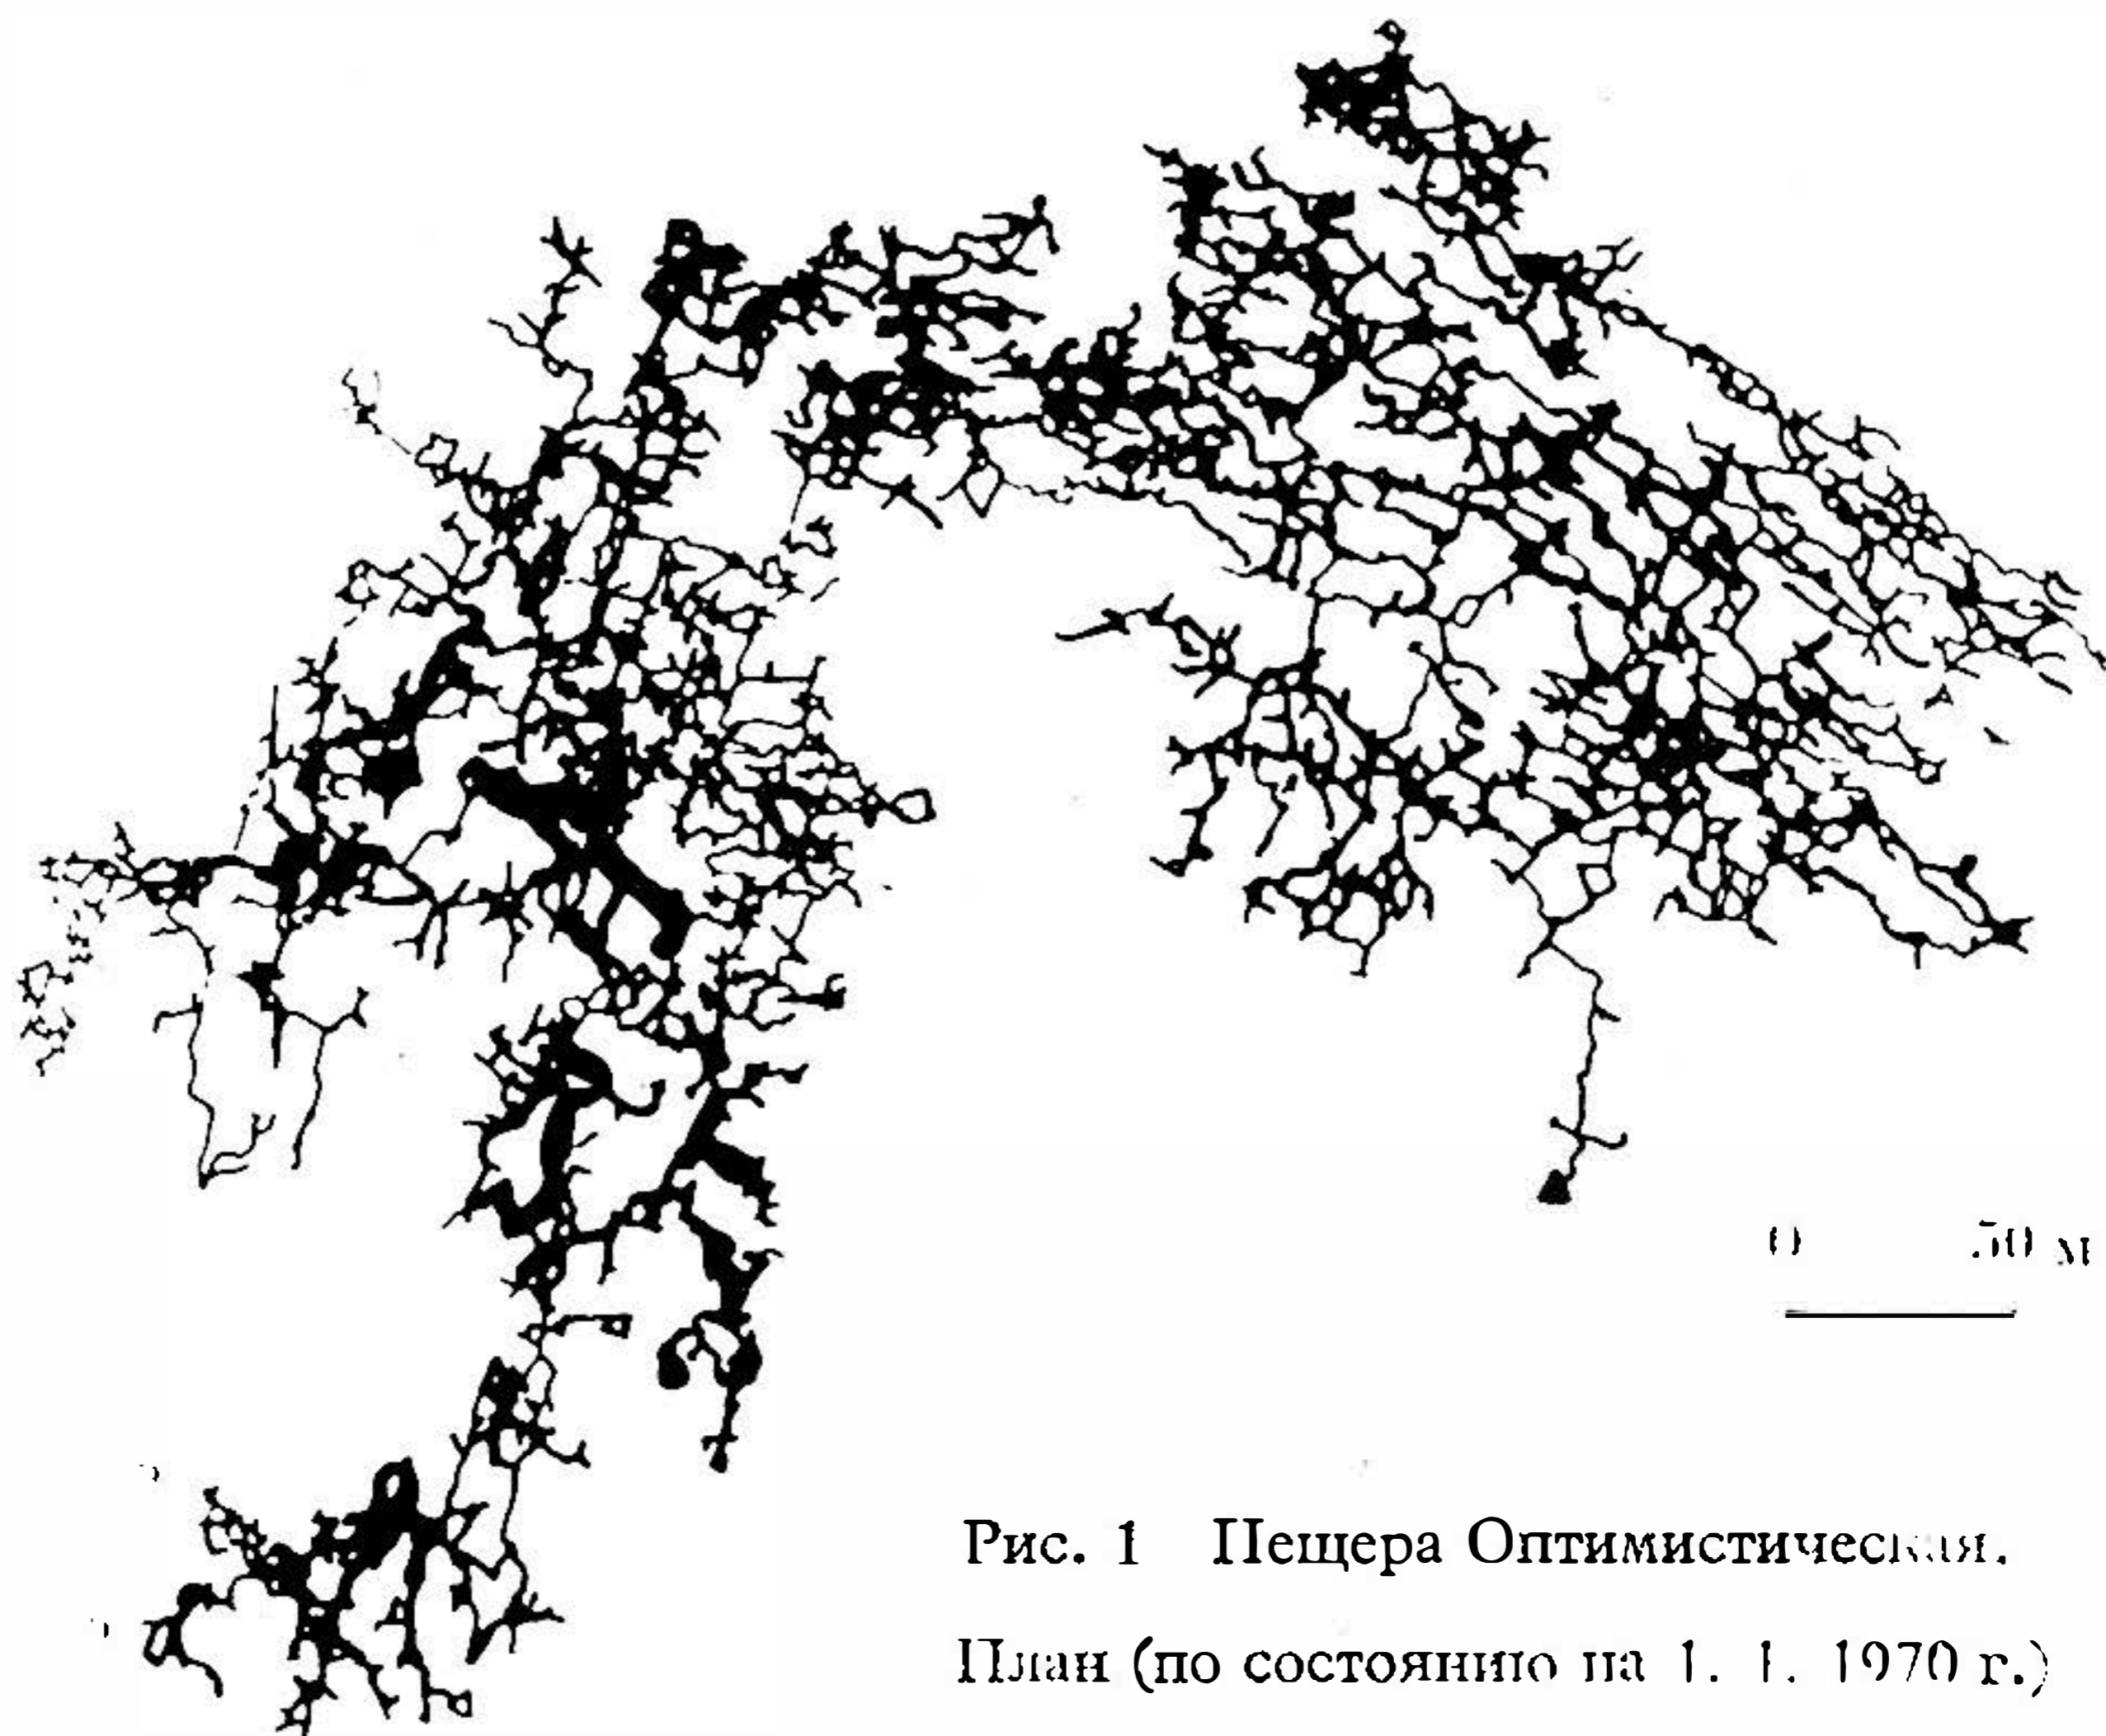 0 50 м
Рис. 1 Пещера Оптимистическая.
План (по состоянию на 1. 1. 1970 г.)